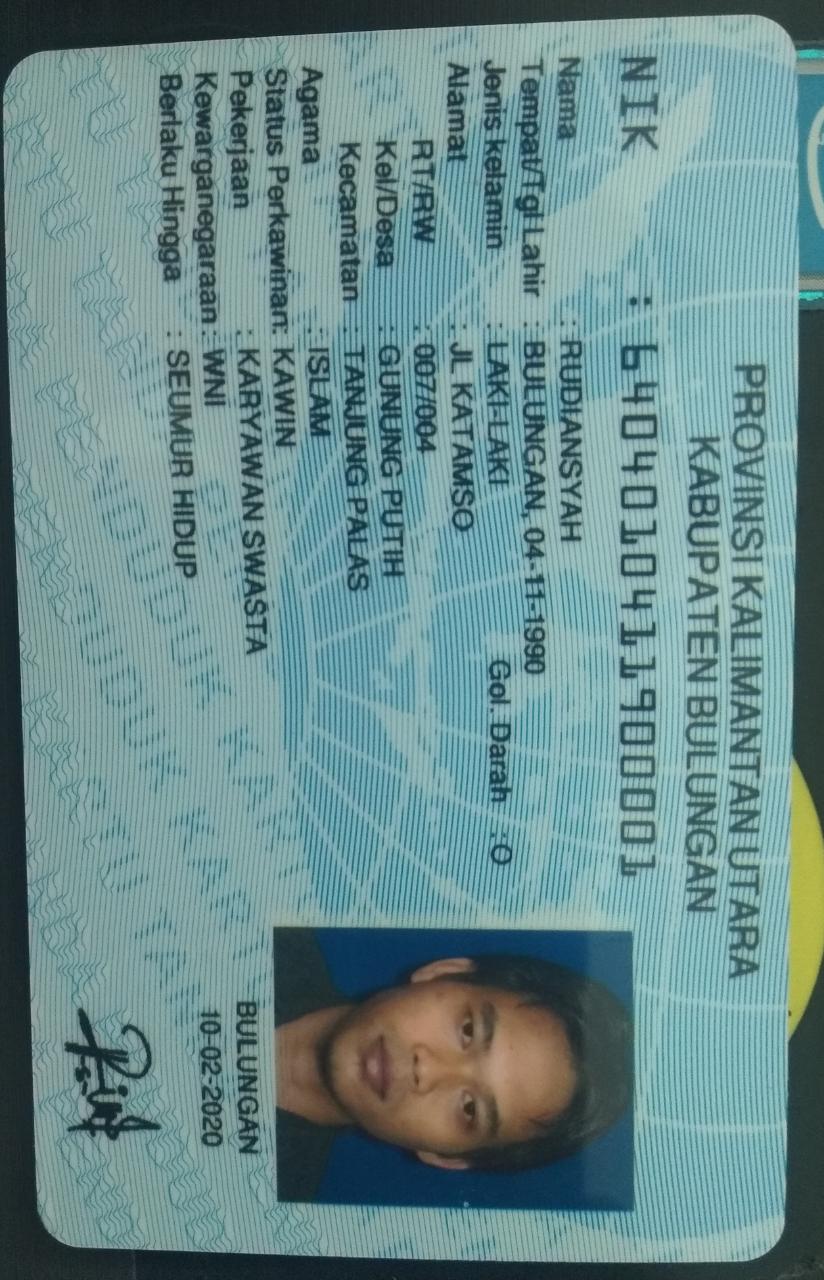 PROVINSI KALIMANTAN UTARA
KABUPATEN BULUNGAN
NIK : 6404010411900001
Nama : RUDIANSYAH
Tempat/Tgl Lahir : BULUNGAN, 04-11-1990
Jenis kelamin : LAKI-LAKI Gol. Darah : O
Alamat : JL KATAMSO
RT/RW : 007/004
Kel/Desa : GUNUNG PUTIH
Kecamatan : TANJUNG PALAS
Agama : ISLAM
Status Perkawinan: KAWIN
Pekerjaan : KARYAWAN SWASTA
Kewarganegaraan : WNI
Berlaku Hingga : SEUMUR HIDUP
BULUNGAN
10-02-2020